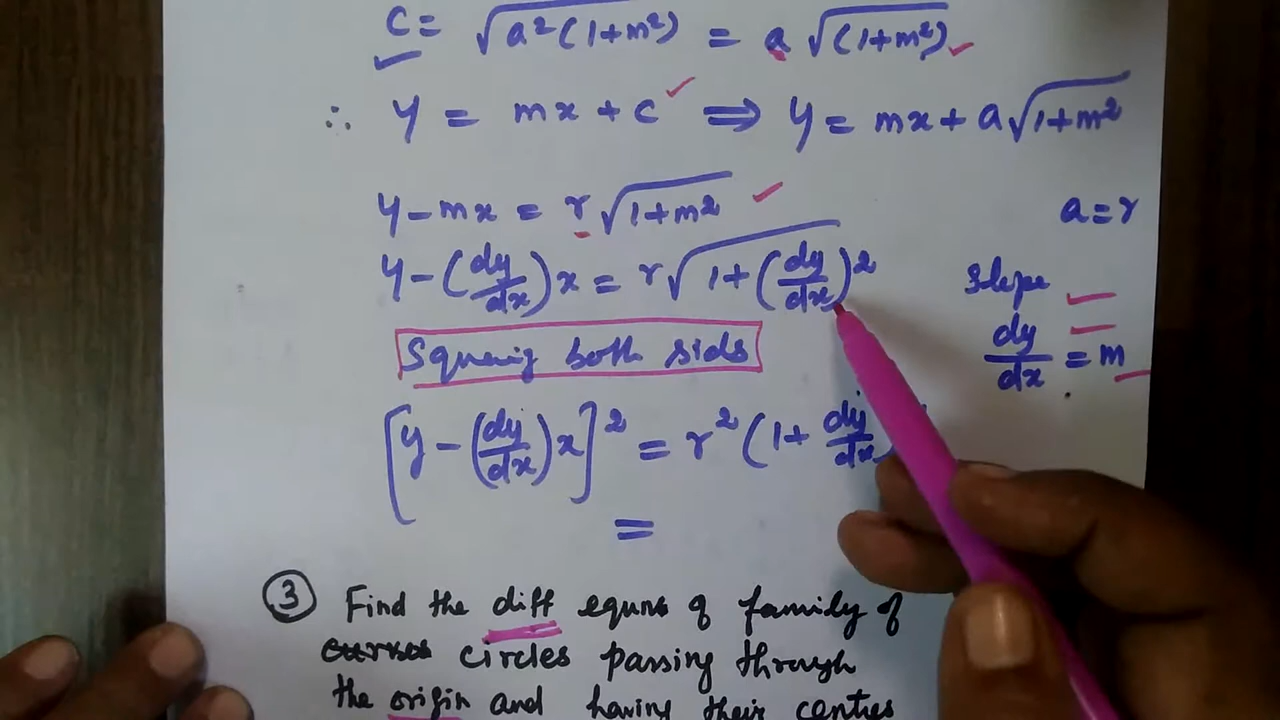 C = √a²(1+m²) = a √(1+m²)
∴ y = mx + c ⟹ y = mx + a√1+m²
y - mx = r √1+m²
a = r
y - (dy/dx)x = r√1+(dy/dx)²
Slope
dy/dx = m
Squaring both sids
[y - (dy/dx)x]² = r² (1+ dy/dx
=
③ Find the diff equns of family of
curves circles passing through
the origin and having their centres